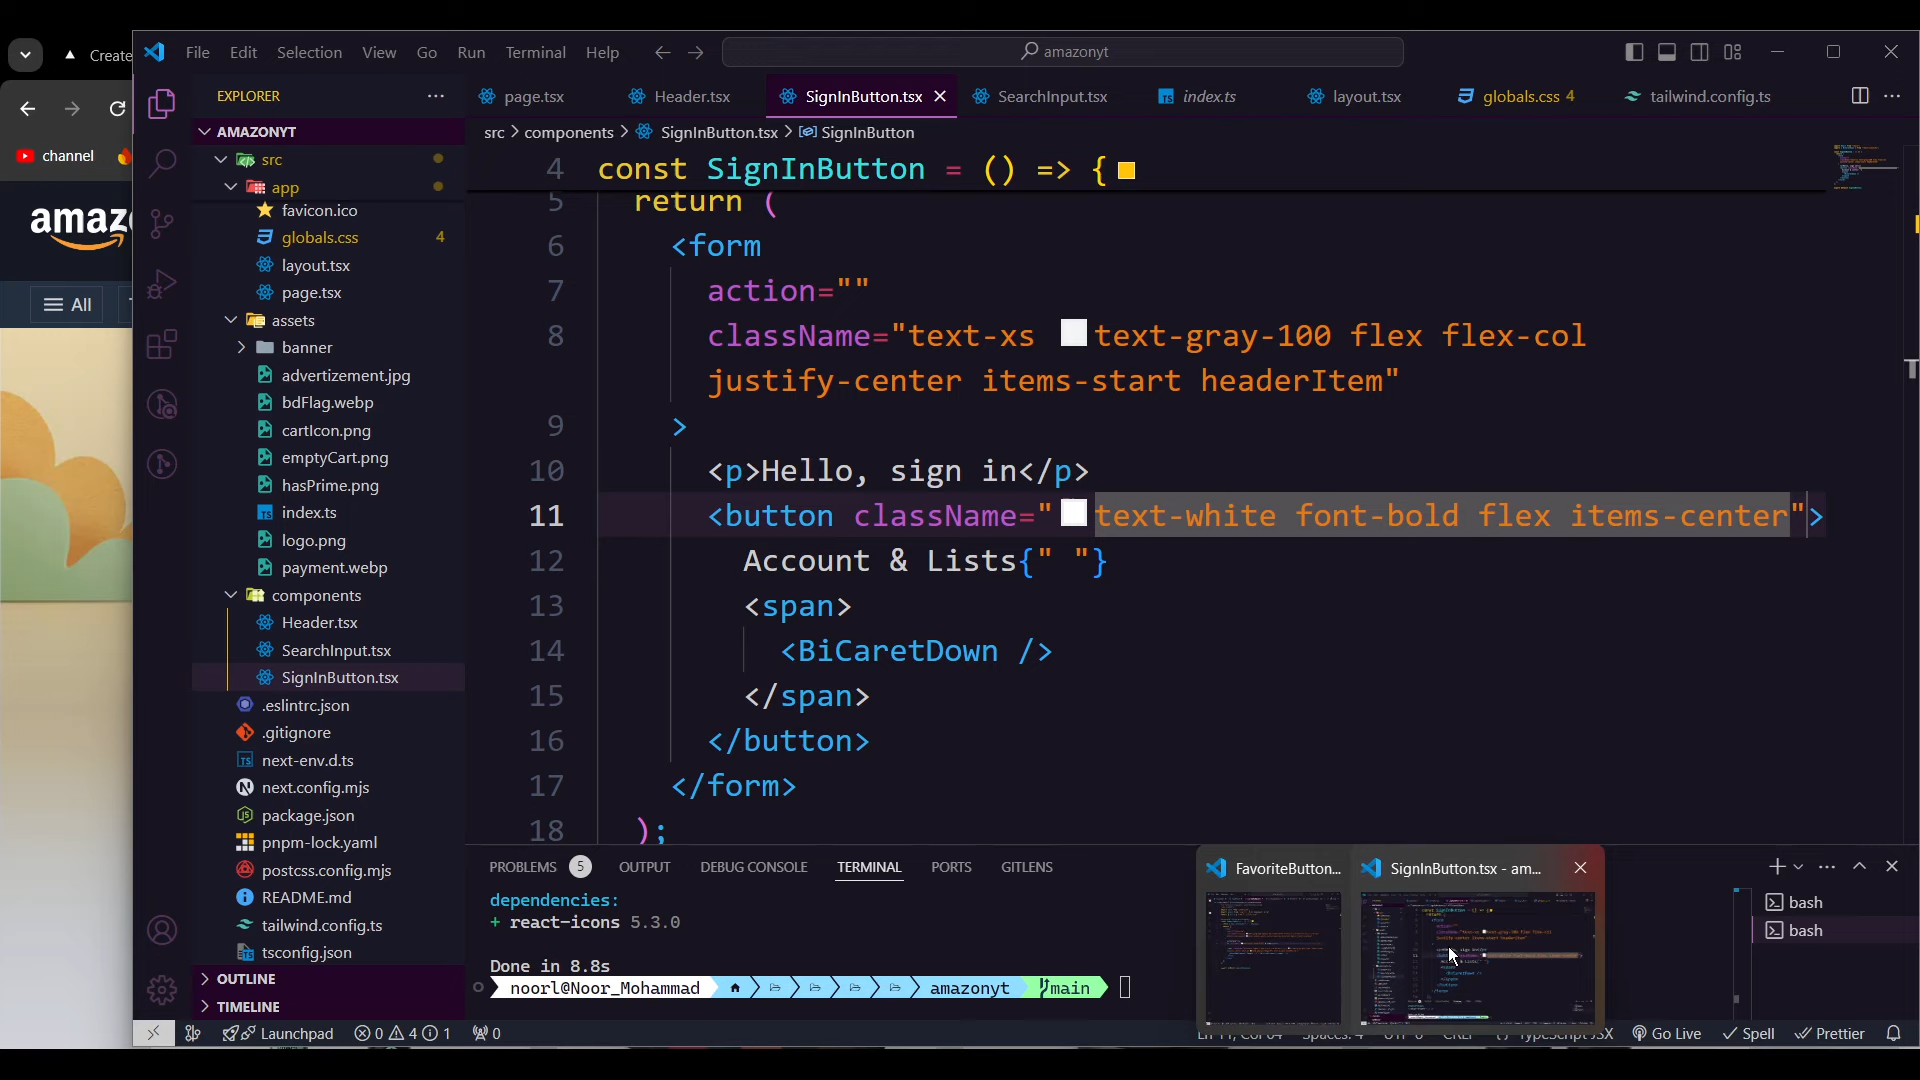 Create
File Edit Selection View Go Run Terminal Help
amazonyt
channel
amazo
All
EXPLORER
AMAZONYT
src
app
favicon.ico
globals.css 4
layout.tsx
page.tsx
assets
banner
advertizement.jpg
bdFlag.webp
cartIcon.png
emptyCart.png
hasPrime.png
index.ts
logo.png
payment.webp
components
Header.tsx
SearchInput.tsx
SignInButton.tsx
.eslintrc.json
.gitignore
next-env.d.ts
next.config.mjs
package.json
pnpm-lock.yaml
postcss.config.mjs
README.md
tailwind.config.ts
tsconfig.json
OUTLINE
TIMELINE
page.tsx Header.tsx SignInButton.tsx SearchInput.tsx index.ts layout.tsx globals.css 4 tailwind.config.ts
src > components > SignInButton.tsx > SignInButton
4 const SignInButton = () => {
5 return (
6 <form
7 action=""
8 className="text-xs text-gray-100 flex flex-col
justify-center items-start headerItem"
9 >
10 <p>Hello, sign in</p>
11 <button className="text-white font-bold flex items-center">
12 Account & Lists{" "}
13 <span>
14 <BiCaretDown />
15 </span>
16 </button>
17 </form>
18 );
PROBLEMS 5 OUTPUT DEBUG CONSOLE TERMINAL PORTS GITLENS
dependencies:
+ react-icons 5.3.0
Done in 8.8s
noorl@Noor_Mohammad amazonyt main
bash
bash
FavoriteButton... SignInButton.tsx - am...
Launchpad 0 4 1 0 Go Live Spell Prettier